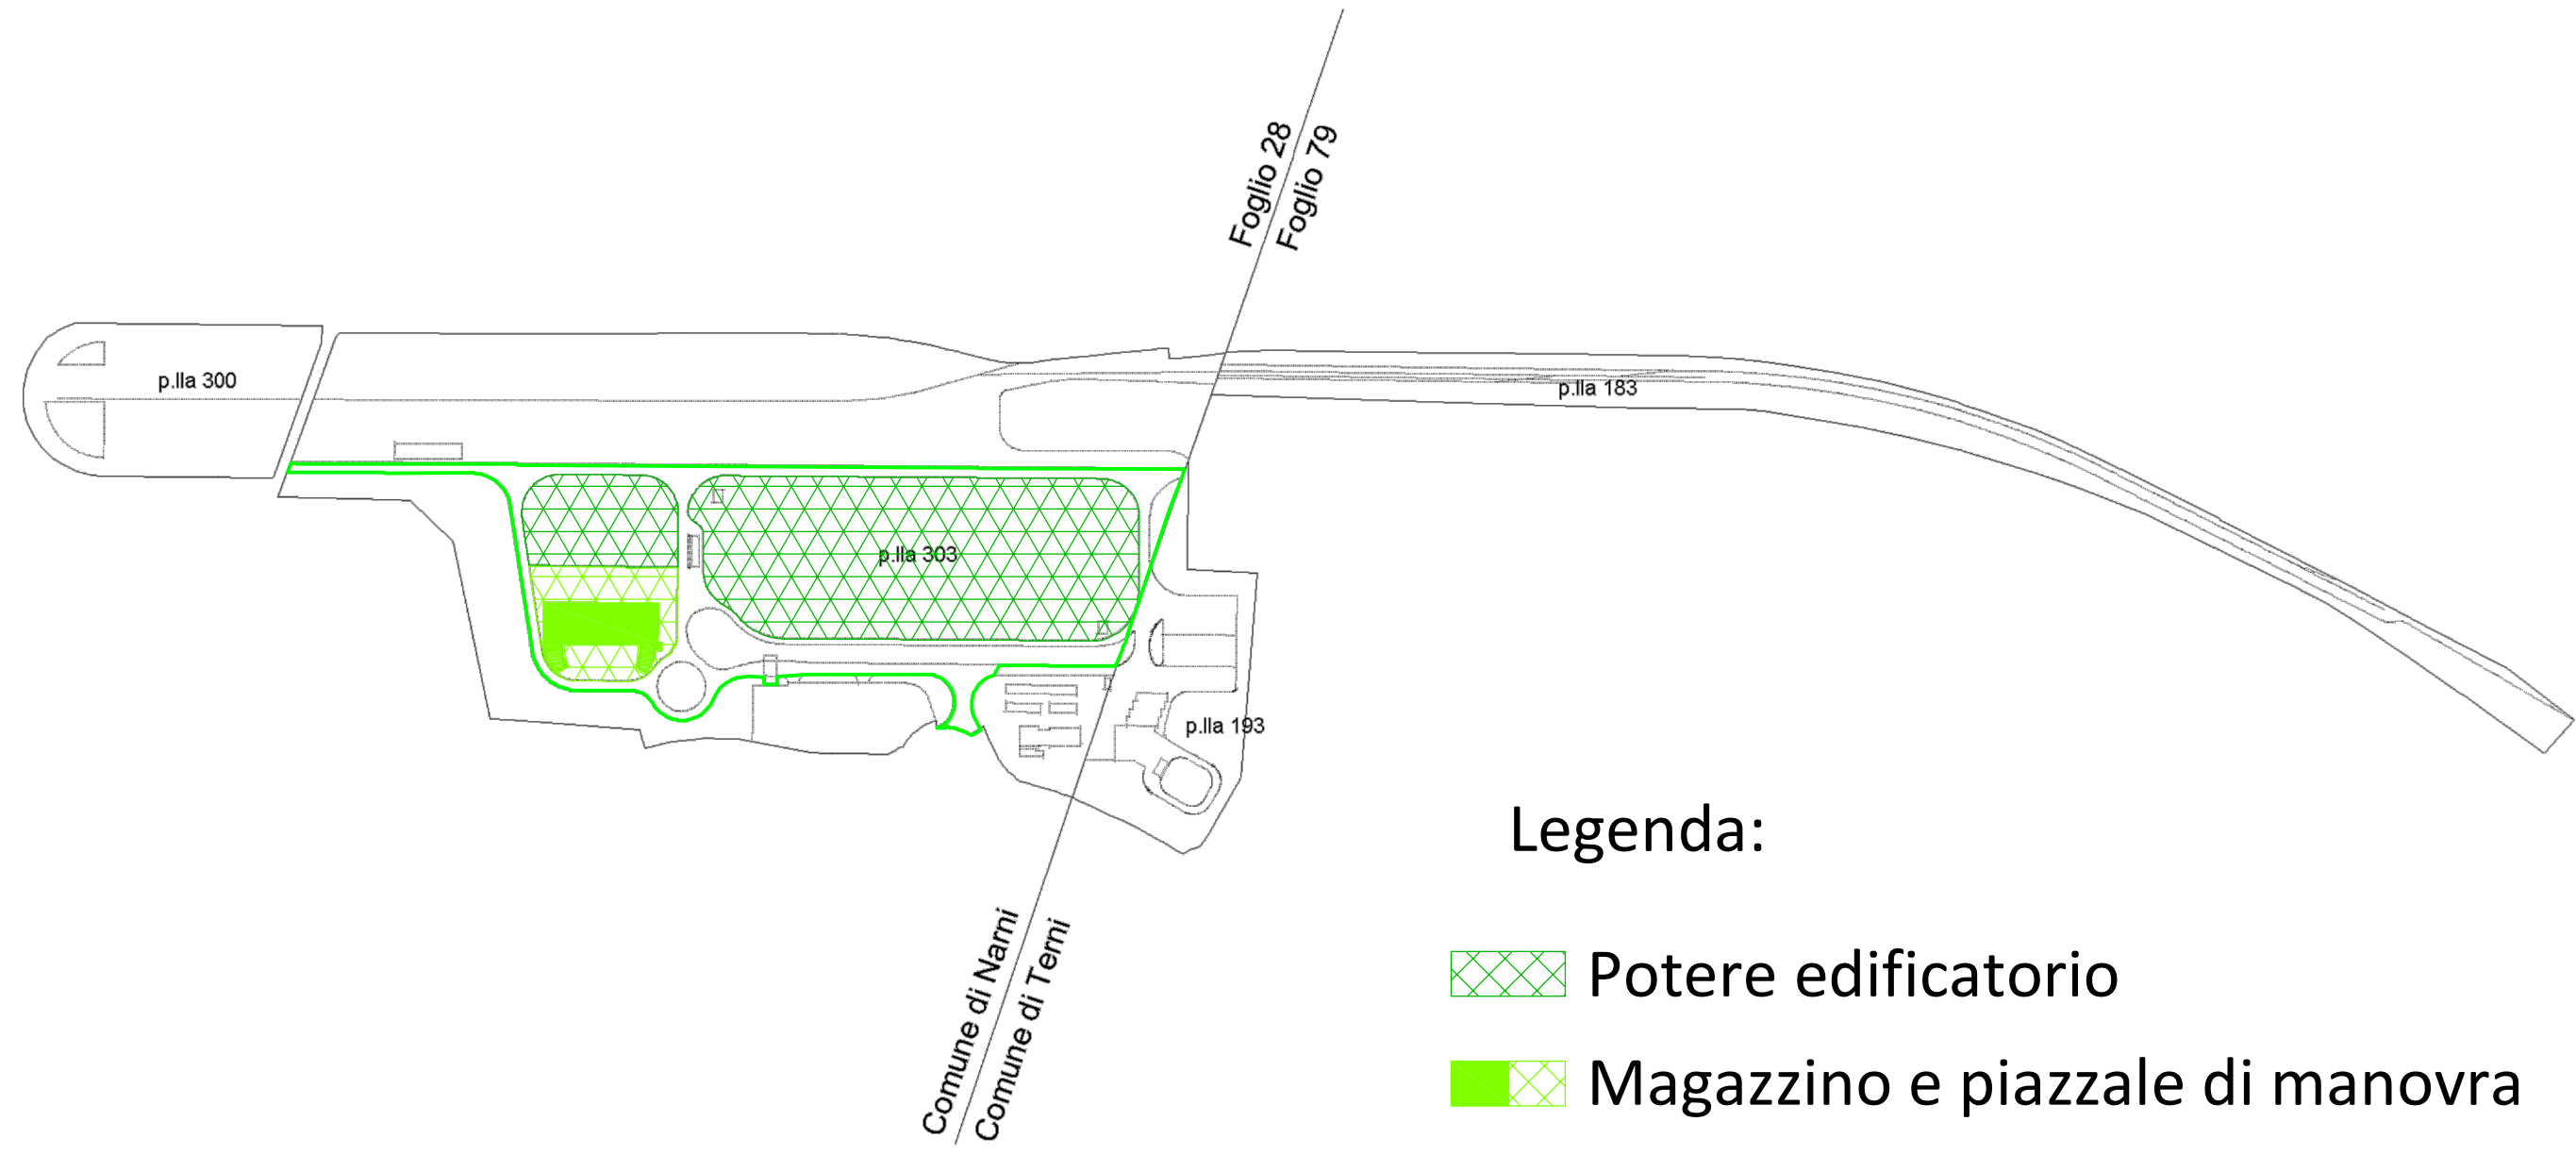 Foglio 28
Foglio 79
p.lla 300
p.lla 183
p.lla 303
p.lla 193
Comune di Narni
Comune di Terni
Legenda:
Potere edificatorio
Magazzino e piazzale di manovra